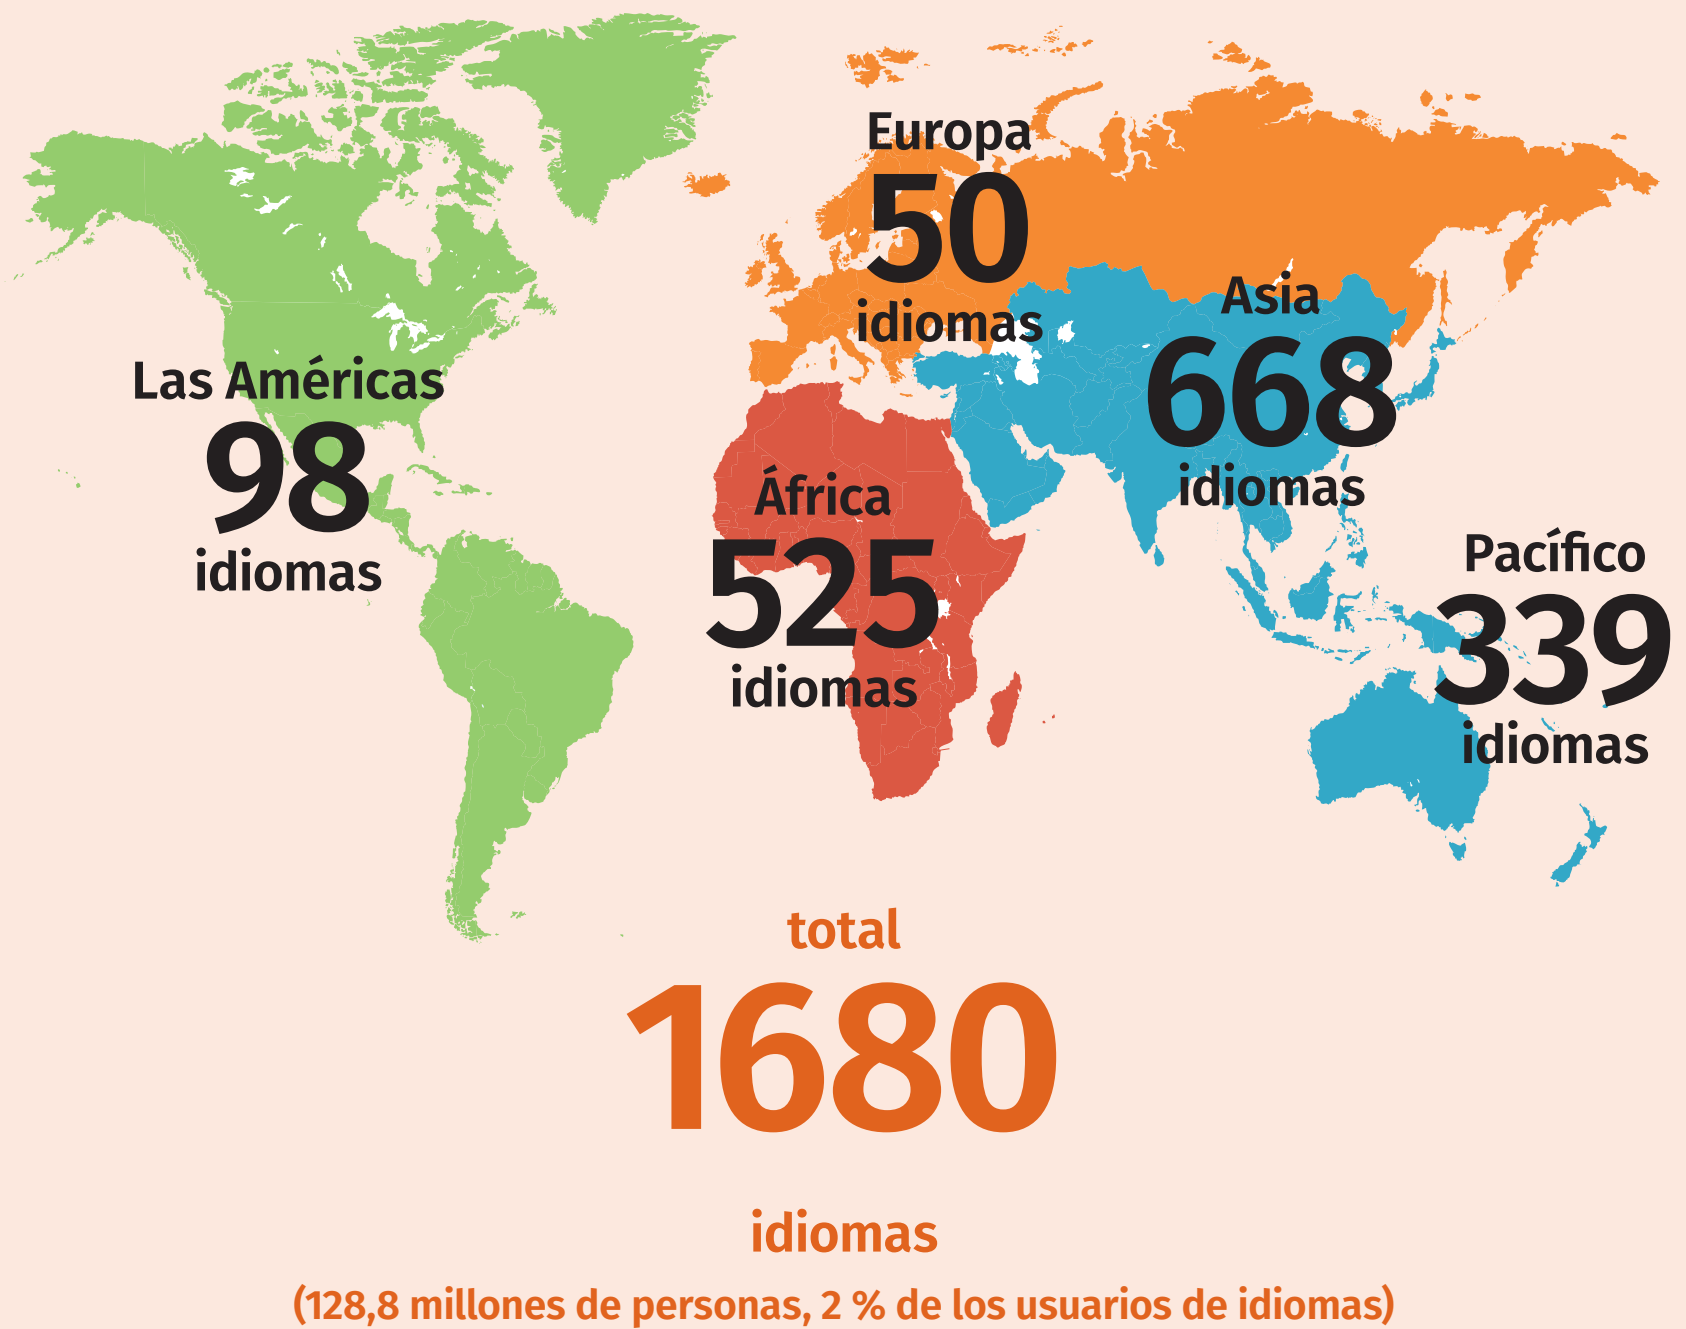 Europa
50
idiomas
Asia
668
idiomas
Las Américas
98
idiomas
África
525
idiomas
Pacífico
339
idiomas
total
1680
idiomas
(128,8 millones de personas, 2 % de los usuarios de idiomas)